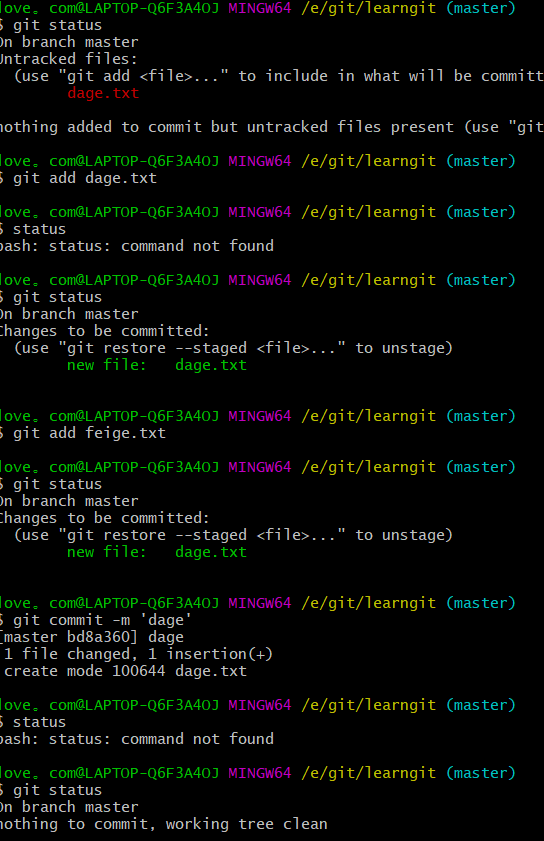 love。com@LAPTOP-Q6F3A4OJ MINGW64 /e/git/learngit (master)
$ git status
On branch master
Untracked files:
  (use "git add <file>..." to include in what will be committ
        dage.txt

nothing added to commit but untracked files present (use "git

love。com@LAPTOP-Q6F3A4OJ MINGW64 /e/git/learngit (master)
$ git add dage.txt

love。com@LAPTOP-Q6F3A4OJ MINGW64 /e/git/learngit (master)
$ status
bash: status: command not found

love。com@LAPTOP-Q6F3A4OJ MINGW64 /e/git/learngit (master)
$ git status
On branch master
Changes to be committed:
  (use "git restore --staged <file>..." to unstage)
        new file:   dage.txt


love。com@LAPTOP-Q6F3A4OJ MINGW64 /e/git/learngit (master)
$ git add feige.txt

love。com@LAPTOP-Q6F3A4OJ MINGW64 /e/git/learngit (master)
$ git status
On branch master
Changes to be committed:
  (use "git restore --staged <file>..." to unstage)
        new file:   dage.txt


love。com@LAPTOP-Q6F3A4OJ MINGW64 /e/git/learngit (master)
$ git commit -m 'dage'
[master bd8a360] dage
 1 file changed, 1 insertion(+)
 create mode 100644 dage.txt

love。com@LAPTOP-Q6F3A4OJ MINGW64 /e/git/learngit (master)
$ status
bash: status: command not found

love。com@LAPTOP-Q6F3A4OJ MINGW64 /e/git/learngit (master)
$ git status
On branch master
nothing to commit, working tree clean